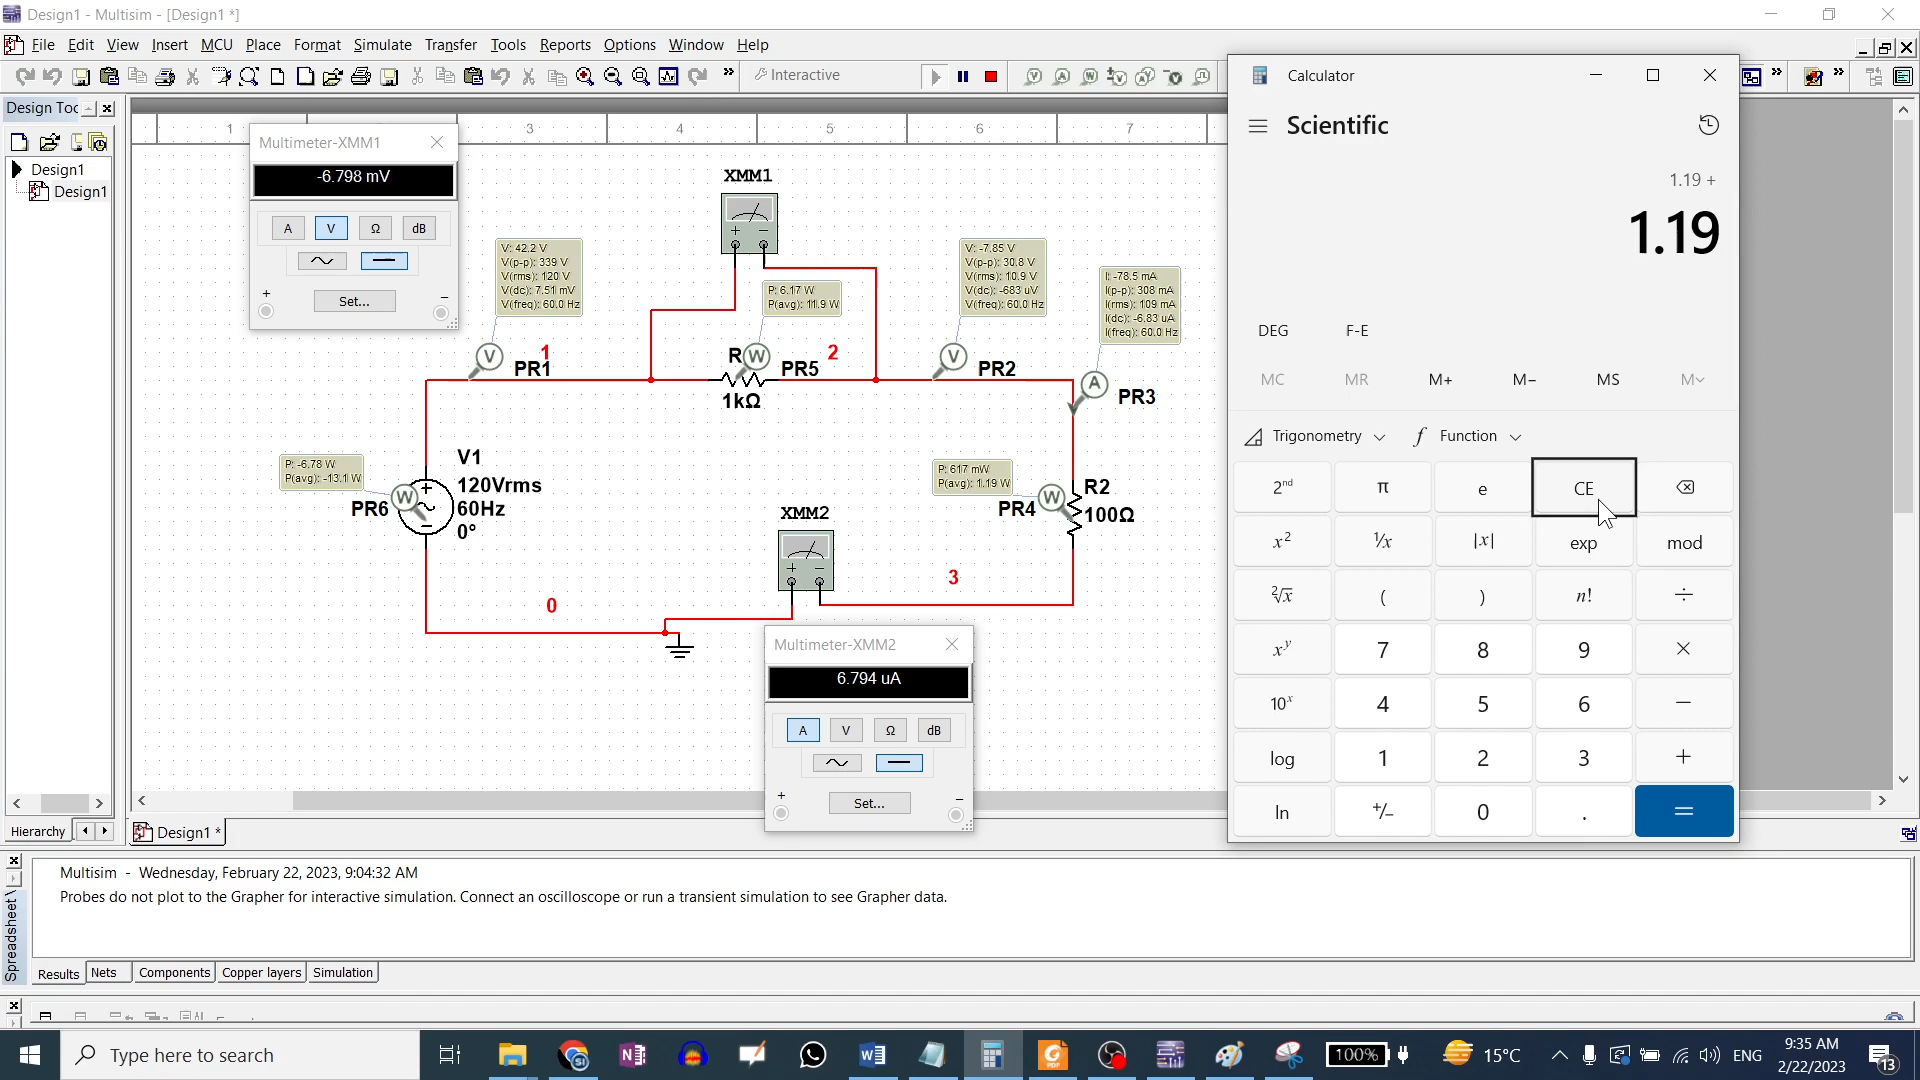 Design1 - Multisim - [Design1 *]
File Edit View Insert MCU Place Format Simulate Transfer Tools Reports Options Window Help
Interactive
Design Too
Design1
Design1
1 3 4 5 6 7
Multimeter-XMM1
-6.798 mV
A V Ω dB
+ Set... −
XMM1
+ −
V: 42.2 V
V(p-p): 339 V
V(rms): 120 V
V(dc): 7.51 mV
V(freq): 60.0 Hz
P: 6.17 W
P(avg): 11.9 W
V: -7.85 V
V(p-p): 30.8 V
V(rms): 10.9 V
V(dc): -683 uV
V(freq): 60.0 Hz
I: -78.5 mA
I(p-p): 308 mA
I(rms): 109 mA
I(dc): -6.83 uA
I(freq): 60.0 Hz
V 1 PR1
R W PR5 2
1kΩ
V PR2
A PR3
P: -6.78 W
P(avg): -13.1 W
W PR6
V1
120Vrms
60Hz
0°
P: 617 mW
P(avg): 1.19 W
W PR4
R2
100Ω
XMM2
+ −
0
3
Multimeter-XMM2
6.794 uA
A V Ω dB
+ Set... −
Calculator
Scientific
1.19 +
1.19
DEG F-E
MC MR M+ M− MS M
Trigonometry f Function
2nd π e CE
x² ¹/x |x| exp mod
²√x ( ) n! ÷
xʸ 7 8 9 ×
10ˣ 4 5 6 −
log 1 2 3 +
ln +/− 0 . =
Hierarchy
Design1 *
Spreadsheet \
Multisim - Wednesday, February 22, 2023, 9:04:32 AM
Probes do not plot to the Grapher for interactive simulation. Connect an oscilloscope or run a transient simulation to see Grapher data.
Results Nets Components Copper layers Simulation
Type here to search
100%
15°C
ENG
9:35 AM
2/22/2023
13